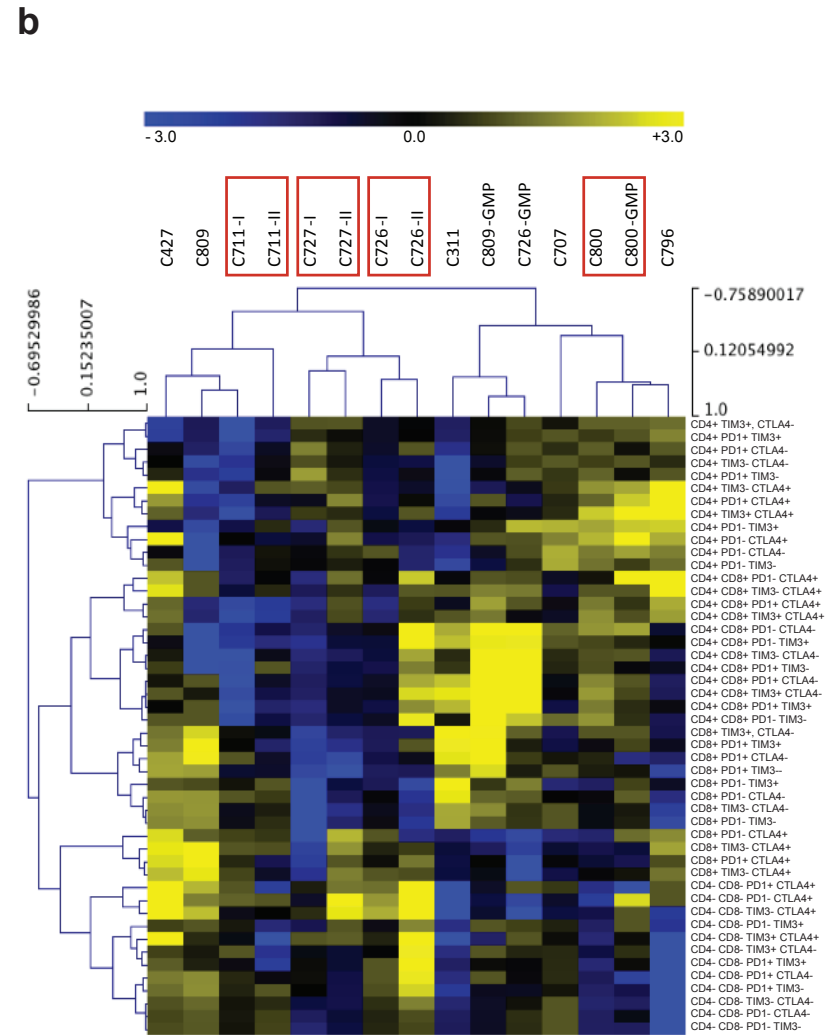 b
- 3.0 0.0 +3.0
C427 C809 C711-I C711-II C727-I C727-II C726-I C726-II C311 C809-GMP C726-GMP C707 C800 C800-GMP C796
-0.69529986 0.15235007 1.0
-0.75890017
0.12054992
1.0
CD4+ TIM3+, CTLA4-
CD4+ PD1+ TIM3+
CD4+ PD1+ CTLA4-
CD4+ TIM3- CTLA4-
CD4+ PD1+ TIM3-
CD4+ TIM3- CTLA4+
CD4+ PD1+ CTLA4+
CD4+ TIM3+ CTLA4+
CD4+ PD1- TIM3+
CD4+ PD1- CTLA4+
CD4+ PD1- CTLA4-
CD4+ PD1- TIM3-
CD4+ CD8+ PD1- CTLA4+
CD4+ CD8+ TIM3- CTLA4+
CD4+ CD8+ PD1+ CTLA4+
CD4+ CD8+ TIM3+ CTLA4+
CD4+ CD8+ PD1- CTLA4-
CD4+ CD8+ PD1- TIM3+
CD4+ CD8+ TIM3- CTLA4-
CD4+ CD8+ PD1+ TIM3-
CD4+ CD8+ PD1+ CTLA4-
CD4+ CD8+ TIM3+ CTLA4-
CD4+ CD8+ PD1+ TIM3+
CD4+ CD8+ PD1- TIM3-
CD8+ TIM3+, CTLA4-
CD8+ PD1+ TIM3+
CD8+ PD1+ CTLA4-
CD8+ PD1+ TIM3--
CD8+ PD1- TIM3+
CD8+ PD1- CTLA4-
CD8+ TIM3- CTLA4-
CD8+ PD1- TIM3-
CD8+ PD1- CTLA4+
CD8+ TIM3- CTLA4+
CD8+ PD1+ CTLA4+
CD8+ TIM3- CTLA4+
CD4- CD8- PD1+ CTLA4+
CD4- CD8- PD1- CTLA4+
CD4- CD8- TIM3- CTLA4+
CD4- CD8- PD1- TIM3+
CD4- CD8- TIM3+ CTLA4+
CD4- CD8- TIM3+ CTLA4-
CD4- CD8- PD1+ TIM3+
CD4- CD8- PD1+ CTLA4-
CD4- CD8- PD1+ TIM3-
CD4- CD8- TIM3- CTLA4-
CD4- CD8- PD1- CTLA4-
CD4- CD8- PD1- TIM3-